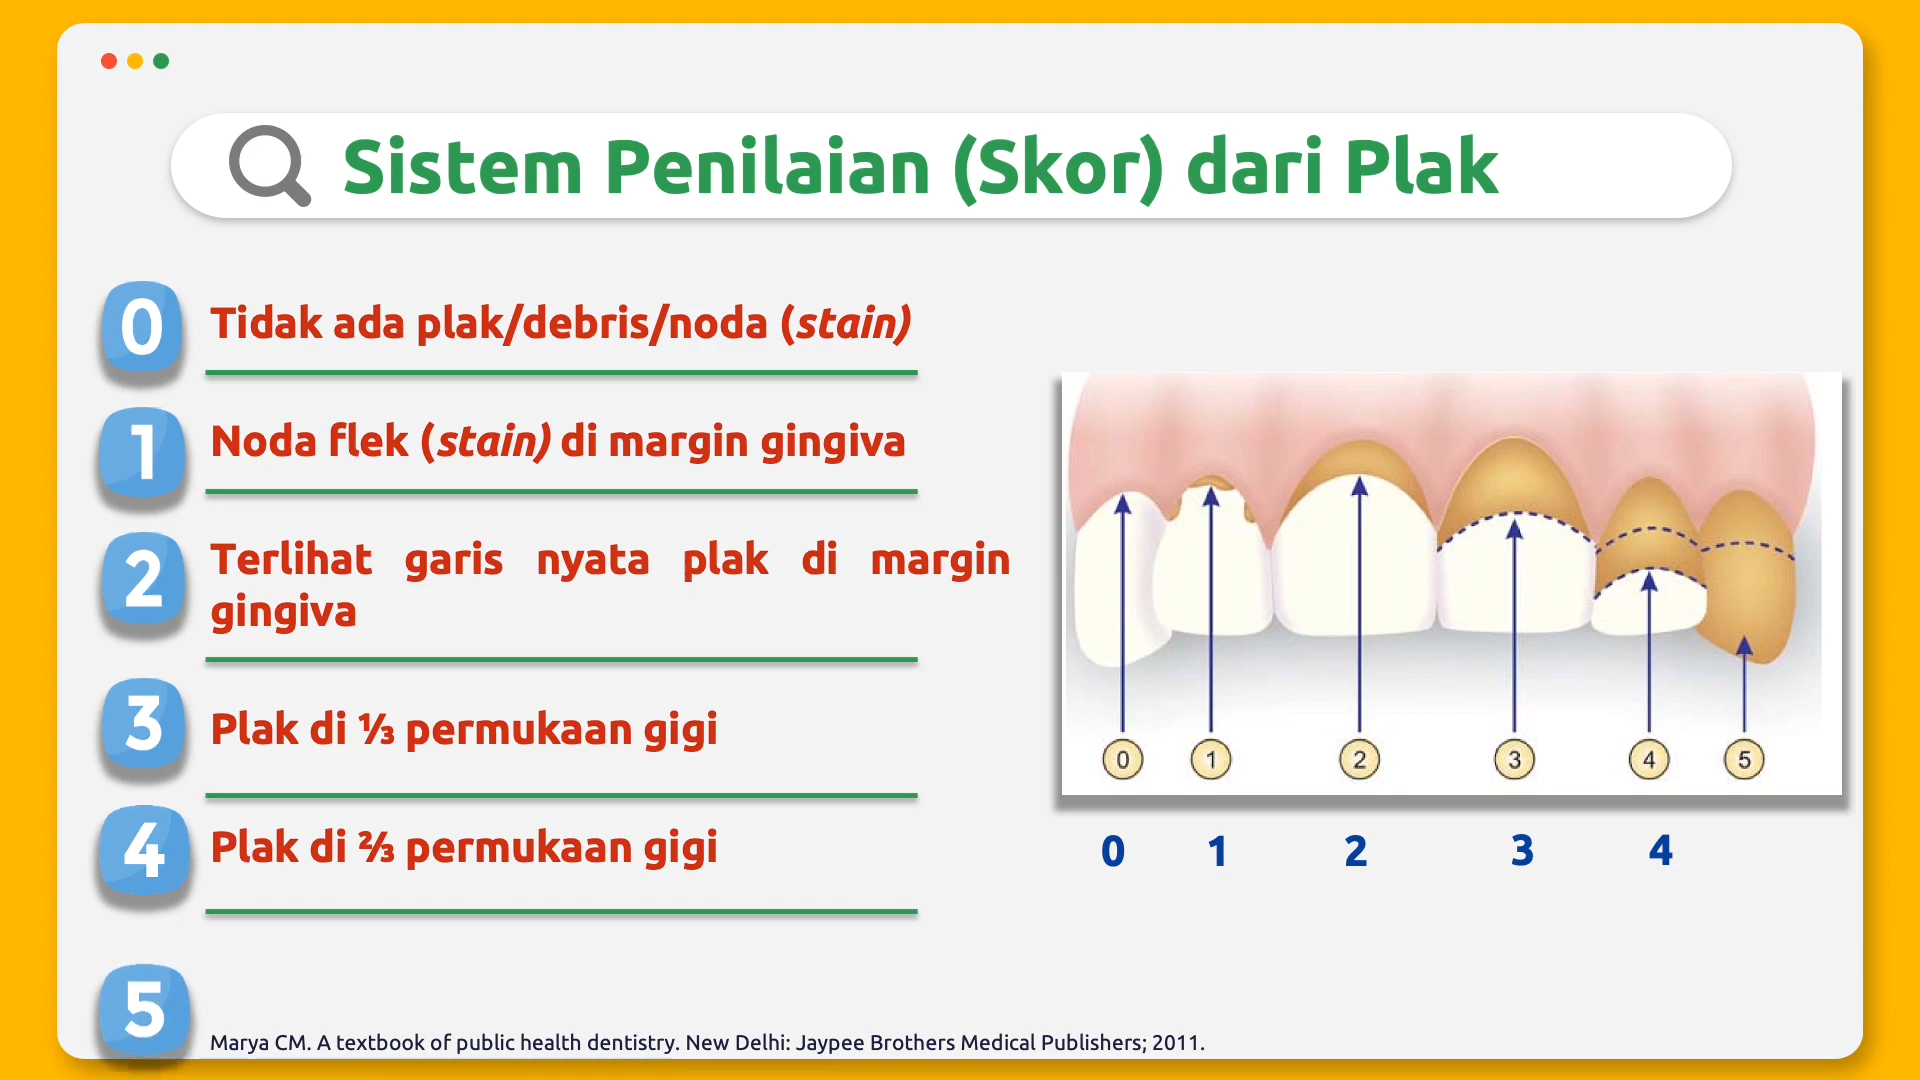 Sistem Penilaian (Skor) dari Plak
0
Tidak ada plak/debris/noda (stain)
1
Noda flek (stain) di margin gingiva
2
Terlihat garis nyata plak di margin
gingiva
3
Plak di ⅓ permukaan gigi
4
Plak di ⅔ permukaan gigi
5
0 1 2 3 4 5
0 1 2 3 4
Marya CM. A textbook of public health dentistry. New Delhi: Jaypee Brothers Medical Publishers; 2011.